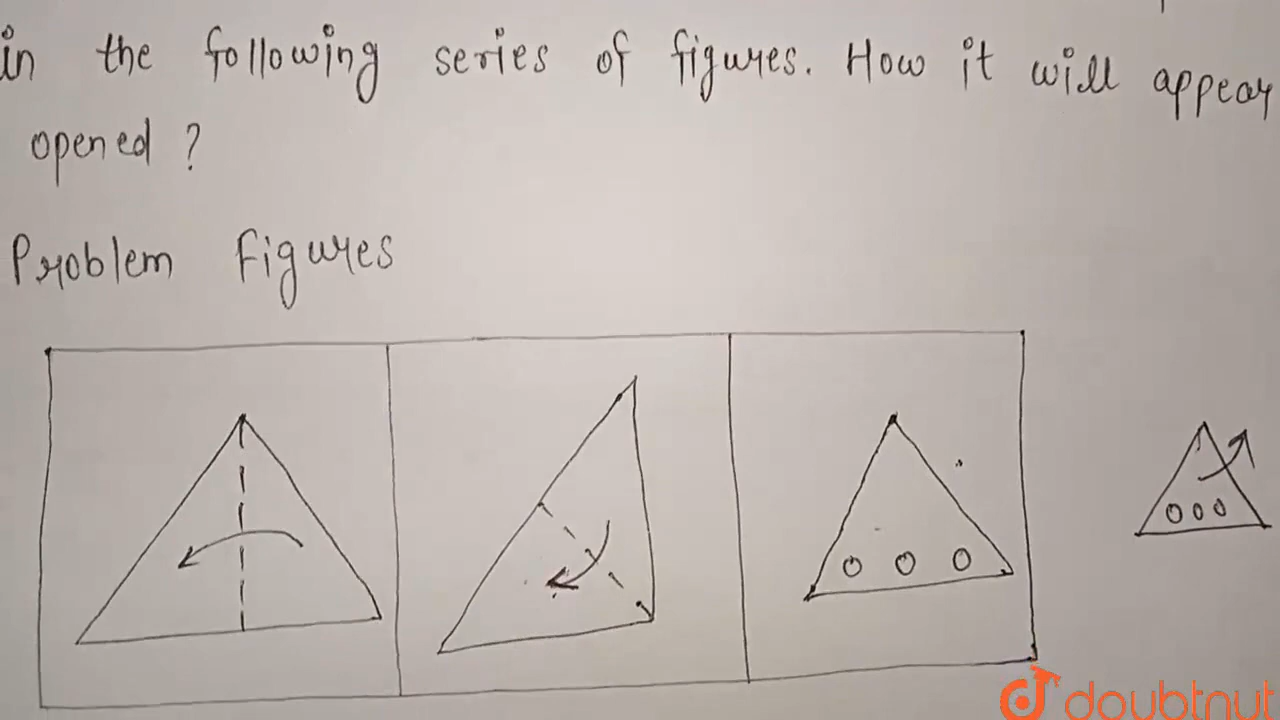 in the following series of figures. How it will appear
opened ?
Problem Figures
doubtnut